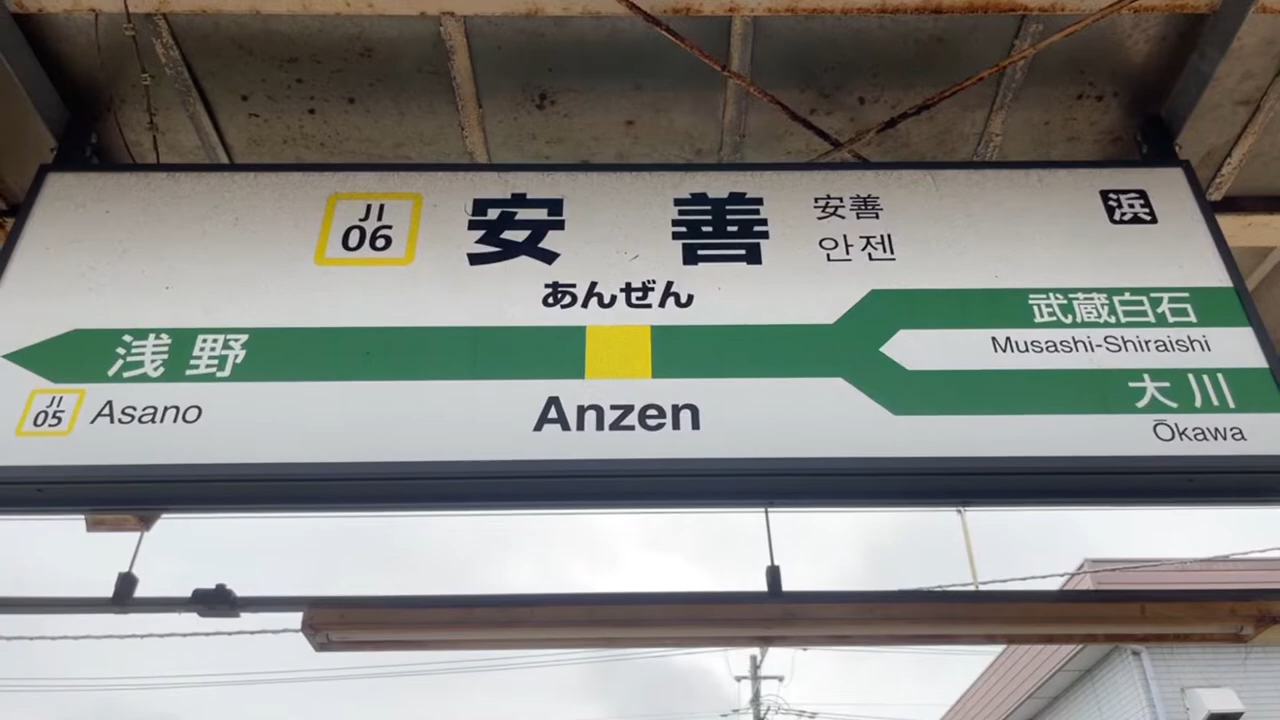 JI
06
安善
安善
안젠
浜
あんぜん
浅野
武蔵白石
Musashi-Shiraishi
大川
JI
05
Asano
Anzen
Ōkawa